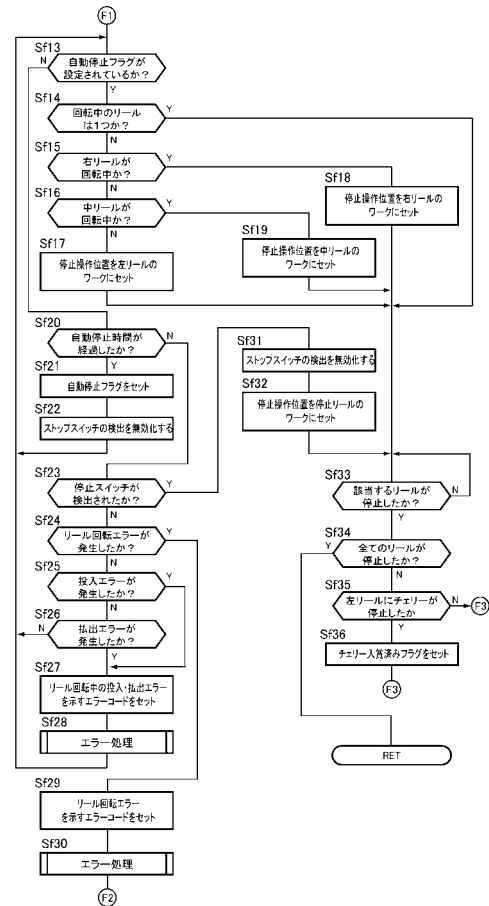 F1
Sf13
自動停止フラグが
設定されているか？
N
Y
Sf14
回転中のリール
は1つか？
Y
N
Sf15
右リールが
回転中か？
Y
N
Sf16
中リールが
回転中か？
Y
N
Sf17
停止操作位置を左リールの
ワークにセット
Sf18
停止操作位置を右リールの
ワークにセット
Sf19
停止操作位置を中リールの
ワークにセット
Sf20
自動停止時間が
経過したか？
N
Y
Sf21
自動停止フラグをセット
Sf22
ストップスイッチの検出を無効化する
Sf23
停止スイッチが
検出されたか？
Y
N
Sf24
リール回転エラーが
発生したか？
Y
N
Sf25
投入エラーが
発生したか？
Y
N
Sf26
払出エラーが
発生したか？
N
Y
Sf27
リール回転中の投入・払出エラー
を示すエラーコードをセット
Sf28
エラー処理
Sf29
リール回転エラー
を示すエラーコードをセット
Sf30
エラー処理
F2
Sf31
ストップスイッチの検出を無効化する
Sf32
停止操作位置を停止リールの
ワークにセット
Sf33
該当するリールが
停止したか？
N
Y
Sf34
全てのリールが
停止したか？
Y
N
Sf35
左リールにチェリーが
停止したか
N
F3
Y
Sf36
チェリー入賞済みフラグをセット
F3
RET